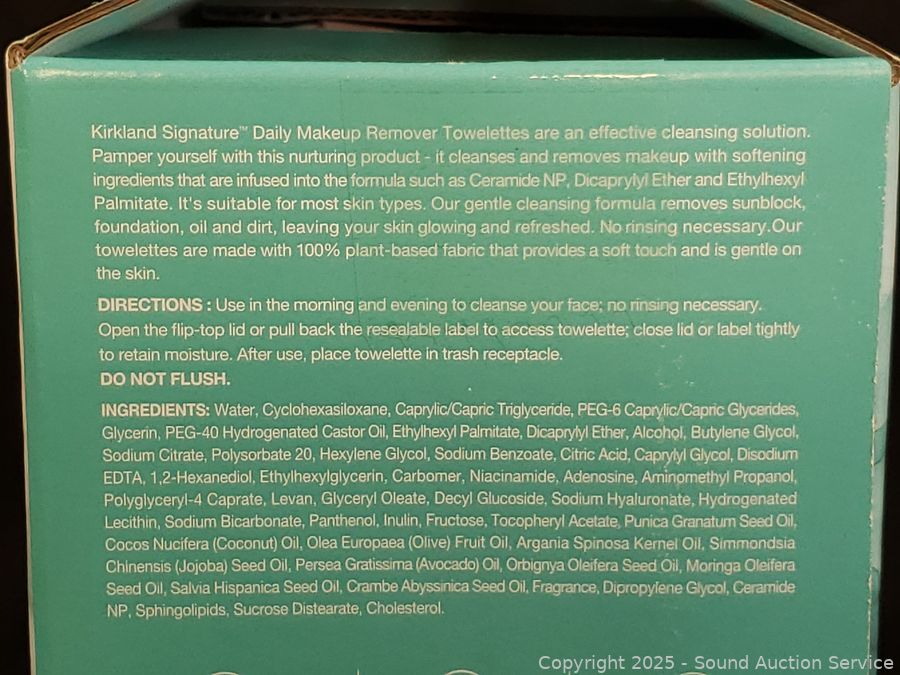 Kirkland Signature™ Daily Makeup Remover Towelettes are an effective cleansing solution.
Pamper yourself with this nurturing product - it cleanses and removes makeup with softening
ingredients that are infused into the formula such as Ceramide NP, Dicaprylyl Ether and Ethylhexyl
Palmitate. It's suitable for most skin types. Our gentle cleansing formula removes sunblock,
foundation, oil and dirt, leaving your skin glowing and refreshed. No rinsing necessary.Our
towelettes are made with 100% plant-based fabric that provides a soft touch and is gentle on
the skin.
DIRECTIONS : Use in the morning and evening to cleanse your face; no rinsing necessary.
Open the flip-top lid or pull back the resealable label to access towelette; close lid or label tightly
to retain moisture. After use, place towelette in trash receptacle.
DO NOT FLUSH.
INGREDIENTS: Water, Cyclohexasiloxane, Caprylic/Capric Triglyceride, PEG-6 Caprylic/Capric Glycerides,
Glycerin, PEG-40 Hydrogenated Castor Oil, Ethylhexyl Palmitate, Dicaprylyl Ether, Alcohol, Butylene Glycol,
Sodium Citrate, Polysorbate 20, Hexylene Glycol, Sodium Benzoate, Citric Acid, Caprylyl Glycol, Disodium
EDTA, 1,2-Hexanediol, Ethylhexylglycerin, Carbomer, Niacinamide, Adenosine, Aminomethyl Propanol,
Polyglyceryl-4 Caprate, Levan, Glyceryl Oleate, Decyl Glucoside, Sodium Hyaluronate, Hydrogenated
Lecithin, Sodium Bicarbonate, Panthenol, Inulin, Fructose, Tocopheryl Acetate, Punica Granatum Seed Oil,
Cocos Nucifera (Coconut) Oil, Olea Europaea (Olive) Fruit Oil, Argania Spinosa Kernel Oil, Simmondsia
Chinensis (Jojoba) Seed Oil, Persea Gratissima (Avocado) Oil, Orbignya Oleifera Seed Oil, Moringa Oleifera
Seed Oil, Salvia Hispanica Seed Oil, Crambe Abyssinica Seed Oil, Fragrance, Dipropylene Glycol, Ceramide
NP, Sphingolipids, Sucrose Distearate, Cholesterol.
Copyright 2025 - Sound Auction Service